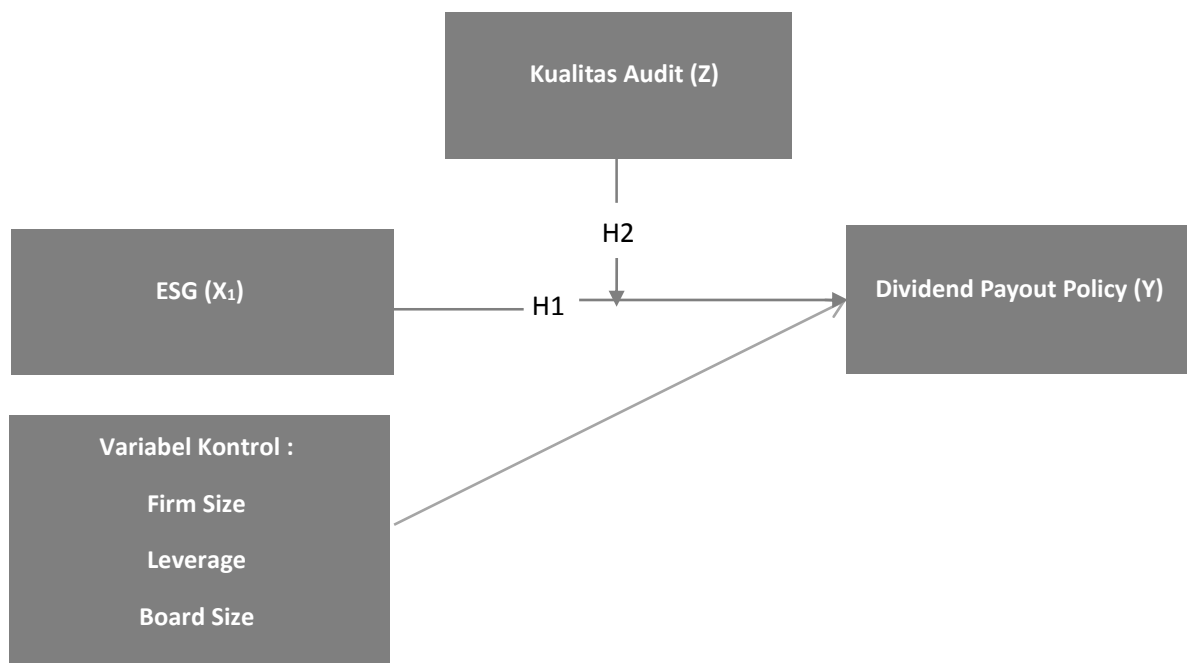 Kualitas Audit (Z)
H2
ESG (X₁)
H1
Dividend Payout Policy (Y)
Variabel Kontrol :
Firm Size
Leverage
Board Size